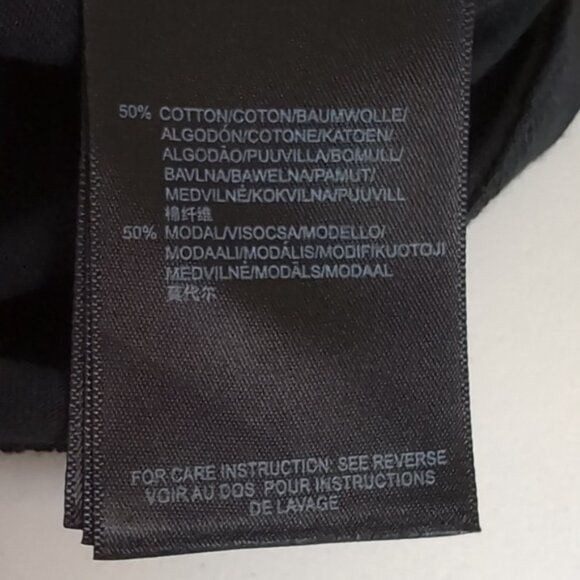 50% COTTON/COTON/BAUMWOLLE/
ALGODÓN/COTONE/KATOEN/
ALGODÃO/PUUVILLA/BOMULL/
BAVLNA/BAWELNA/PAMUT/
MEDVILNĖ/KOKVILNA/PUUVILL
棉纤维
50% MODAL/VISOCSA/MODELLO/
MODAALI/MODÁLIS/MODIFIKUOTOJI
MEDVILNĖ/MODĀLS/MODAAL
莫代尔
FOR CARE INSTRUCTION: SEE REVERSE
VOIR AU DOS POUR INSTRUCTIONS
DE LAVAGE